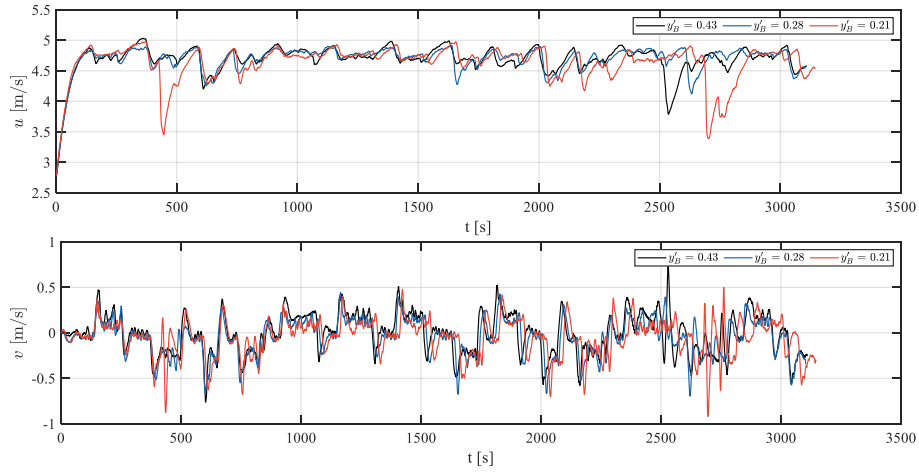 5.5
5
4.5
4
3.5
3
2.5
u [m/s]
y′_B = 0.43 y′_B = 0.28 y′_B = 0.21
0 500 1000 1500 2000 2500 3000 3500
t [s]
1
0.5
0
-0.5
-1
v [m/s]
y′_B = 0.43 y′_B = 0.28 y′_B = 0.21
0 500 1000 1500 2000 2500 3000 3500
t [s]